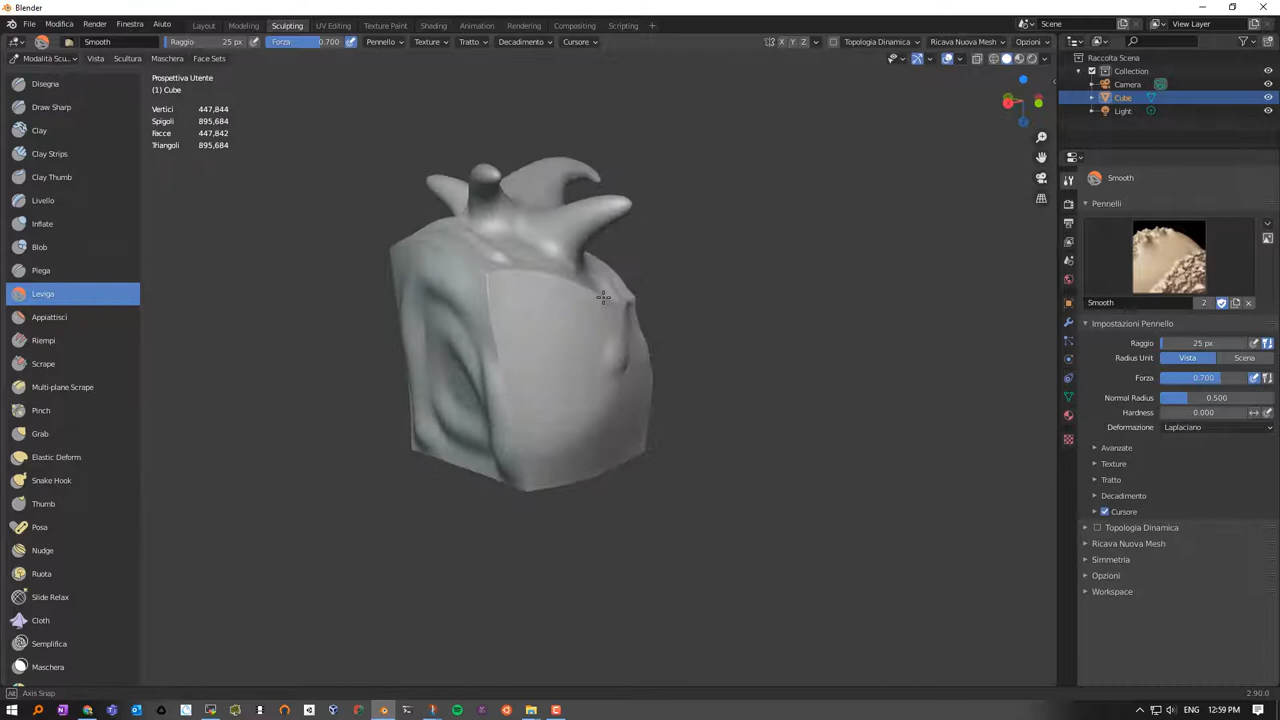 Blender
File Modifica Render Finestra Aiuto Layout Modeling Sculpting UV Editing Texture Paint Shading Animation Rendering Compositing Scripting + Scene View Layer
Smooth Raggio 25 px Forza 0.700 Pennello Texture Tratto Decadimento Cursore X Y Z Topologia Dinamica Ricava Nuova Mesh Opzioni
Modalità Scu... Vista Scultura Maschera Face Sets
Raccolta Scena
Collection
Camera
Cube
Light
Prospettiva Utente
(1) Cube
Vertici 447,844
Spigoli 895,684
Facce 447,842
Triangoli 895,684
Disegna
Draw Sharp
Clay
Clay Strips
Clay Thumb
Livello
Inflate
Blob
Piega
Leviga
Appiattisci
Riempi
Scrape
Multi-plane Scrape
Pinch
Grab
Elastic Deform
Snake Hook
Thumb
Posa
Nudge
Ruota
Slide Relax
Cloth
Semplifica
Maschera
Smooth
Pennelli
Smooth 2
Impostazioni Pennello
Raggio 25 px
Radius Unit Vista Scena
Forza 0.700
Normal Radius 0.500
Hardness 0.000
Deformazione Laplaciano
Avanzate
Texture
Tratto
Decadimento
Cursore
Topologia Dinamica
Ricava Nuova Mesh
Simmetria
Opzioni
Workspace
Alt Axis Snap 2.90.0
12:59 PM